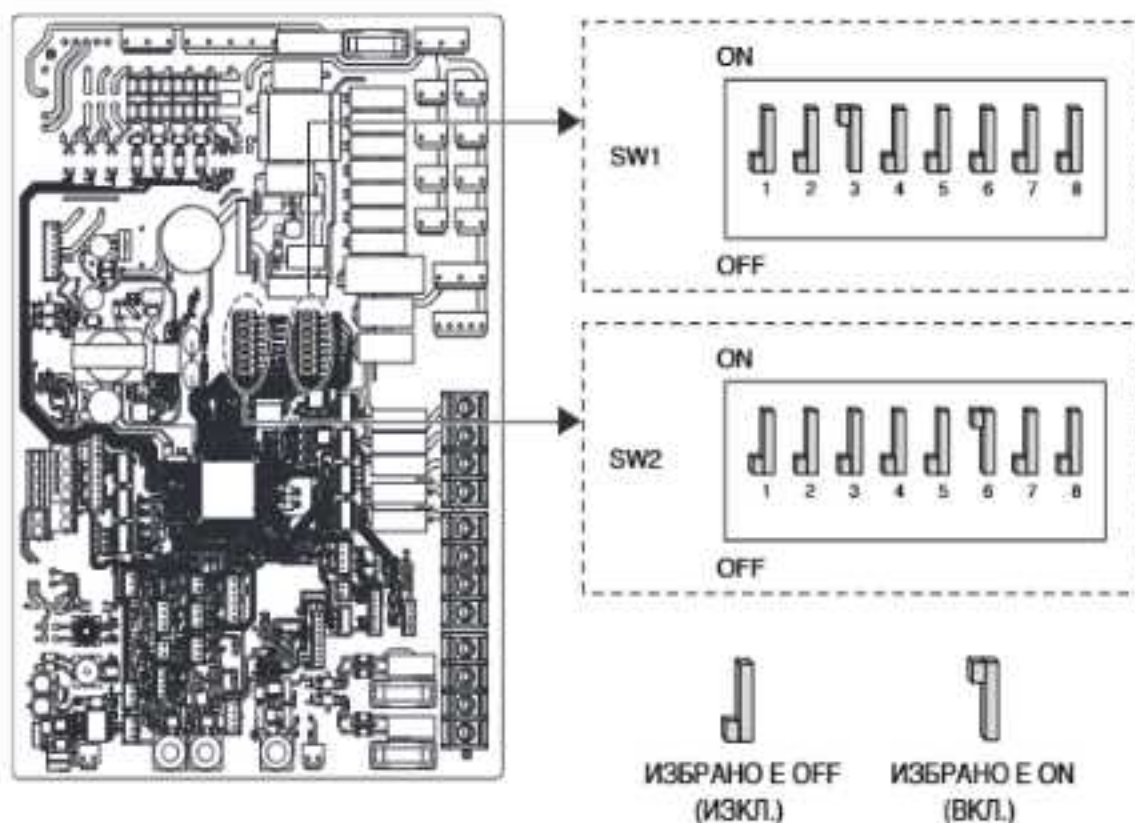 ON
SW1
1 2 3 4 5 6 7 8
OFF
ON
SW2
1 2 3 4 5 6 7 8
OFF
ИЗБРАНО Е OFF
(ИЗКЛ.)
ИЗБРАНО Е ON
(ВКЛ.)